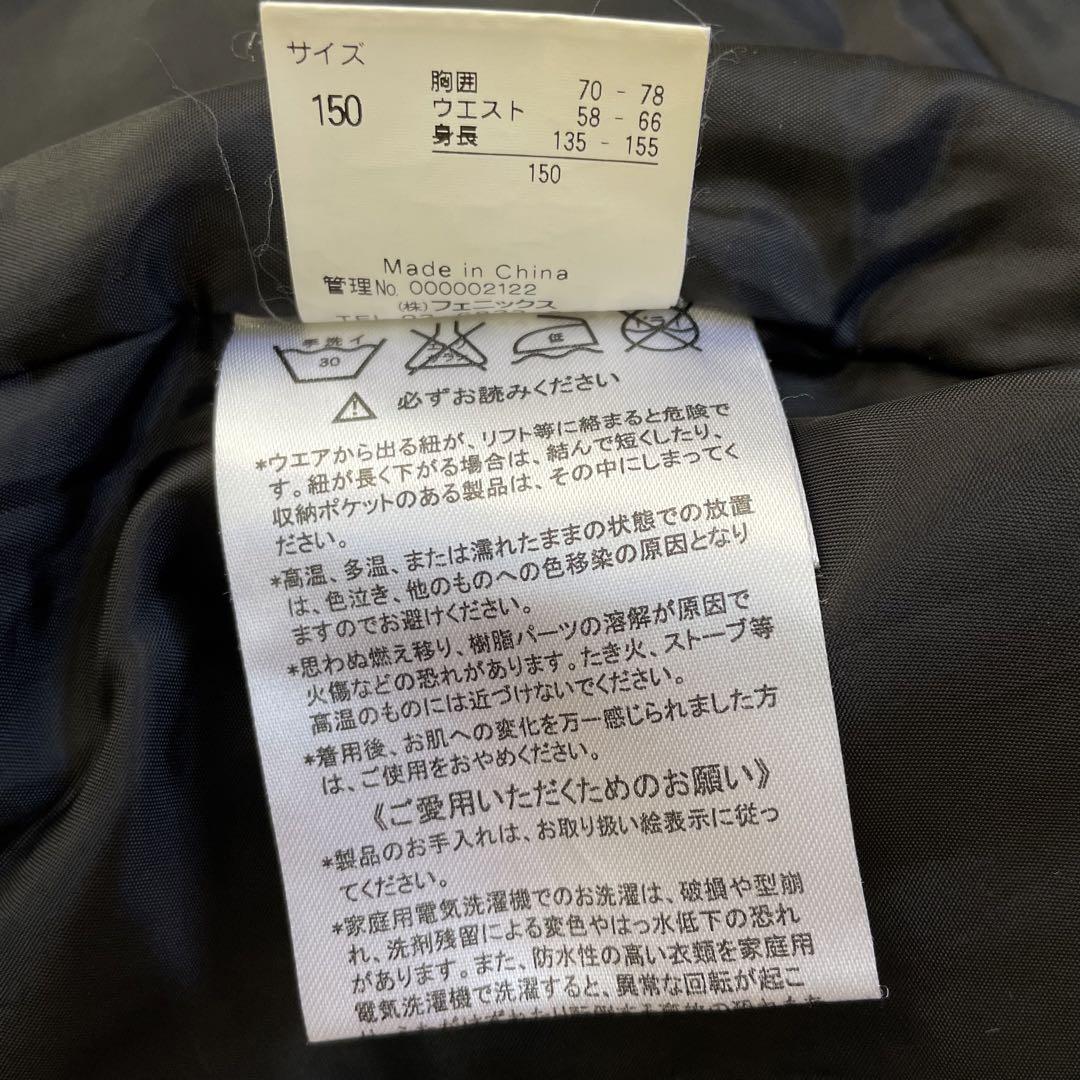 サイズ
150
胸囲 70 - 78
ウエスト 58 - 66
身長 135 - 155
150
Made in China
管理No. 000002122
(株)フェニックス
TEL
手洗イ
30
低
ドライ
必ずお読みください
*ウエアから出る紐が、リフト等に絡まると危険で
す。紐が長く下がる場合は、結んで短くしたり、
収納ポケットのある製品は、その中にしまってく
ださい。
*高温、多温、または濡れたままの状態での放置
は、色泣き、他のものへの色移染の原因となり
ますのでお避けください。
*思わぬ燃え移り、樹脂パーツの溶解が原因で
火傷などの恐れがあります。たき火、ストーブ等
高温のものには近づけないでください。
*着用後、お肌への変化を万一感じられました方
は、ご使用をおやめください。
《ご愛用いただくためのお願い》
*製品のお手入れは、お取り扱い絵表示に従っ
てください。
*家庭用電気洗濯機でのお洗濯は、破損や型崩
れ、洗剤残留による変色やはっ水低下の恐れ
があります。また、防水性の高い衣類を家庭用
電気洗濯機で洗濯すると、異常な回転が起こ